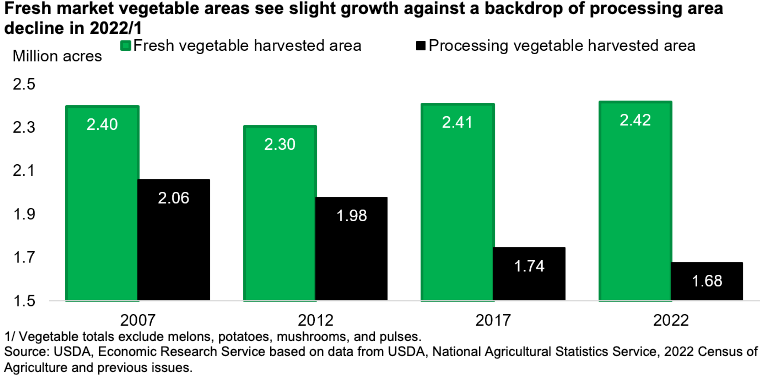 Fresh market vegetable areas see slight growth against a backdrop of processing area
decline in 2022/1
Fresh vegetable harvested area
Processing vegetable harvested area
Million acres
2.5
2.3
2.1
1.9
1.7
1.5
2.40
2.06
2.30
1.98
2.41
1.74
2.42
1.68
2007
2012
2017
2022
1/ Vegetable totals exclude melons, potatoes, mushrooms, and pulses.
Source: USDA, Economic Research Service based on data from USDA, National Agricultural Statistics Service, 2022 Census of
Agriculture and previous issues.